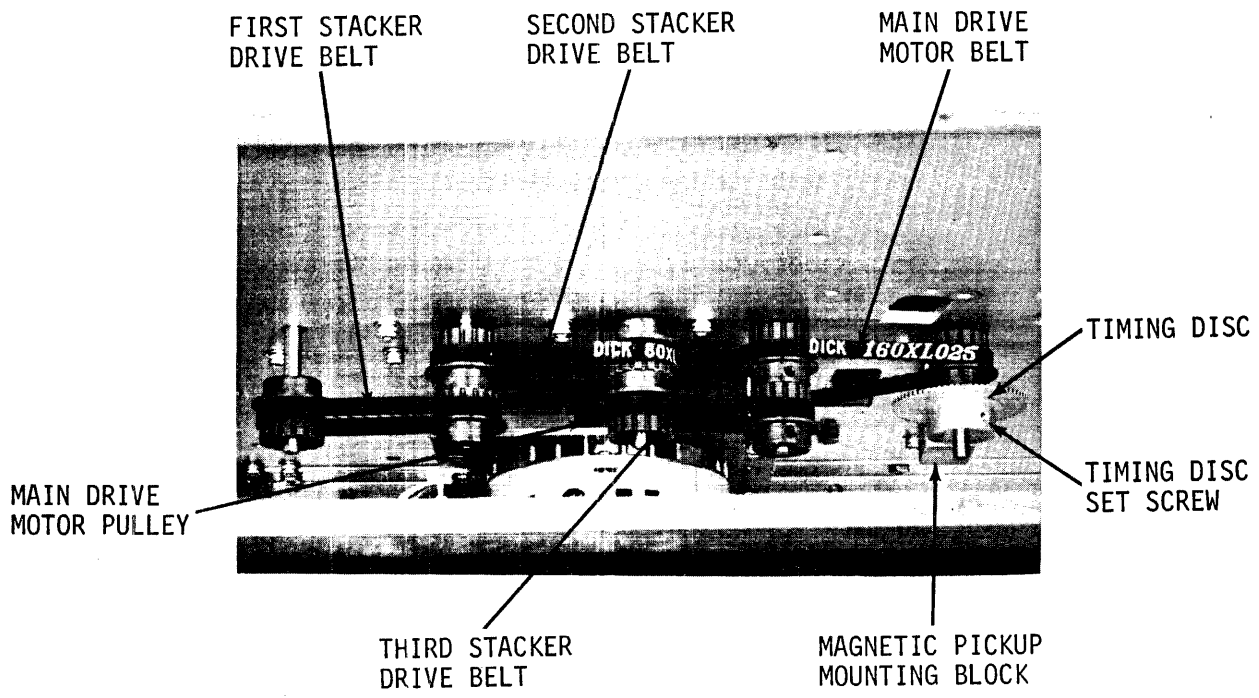 FIRST STACKER
DRIVE BELT
SECOND STACKER
DRIVE BELT
MAIN DRIVE
MOTOR BELT
DICK 80XL
DICK 160XL025
TIMING DISC
TIMING DISC
SET SCREW
MAIN DRIVE
MOTOR PULLEY
THIRD STACKER
DRIVE BELT
MAGNETIC PICKUP
MOUNTING BLOCK